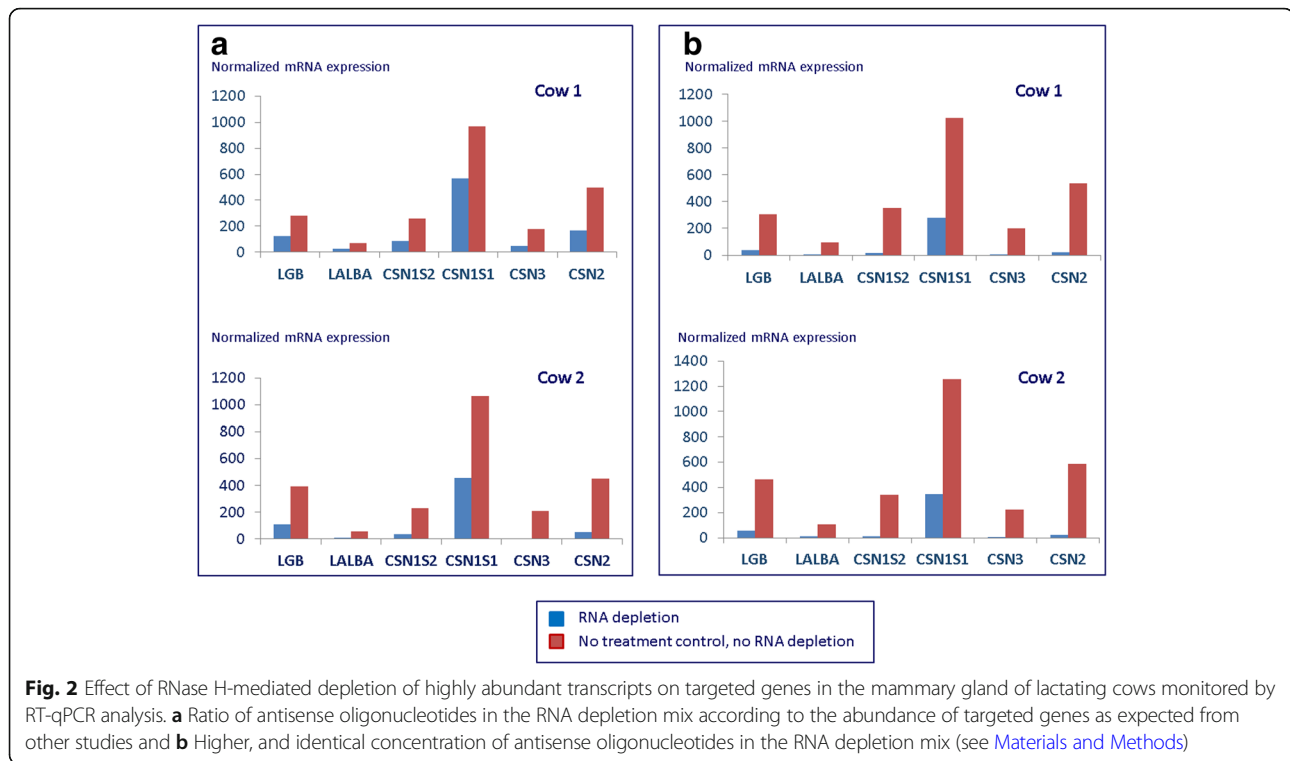 a
Normalized mRNA expression
Cow 1
1200
1000
800
600
400
200
0
LGB LALBA CSN1S2 CSN1S1 CSN3 CSN2
Normalized mRNA expression
Cow 2
1200
1000
800
600
400
200
0
LGB LALBA CSN1S2 CSN1S1 CSN3 CSN2
b
Normalized mRNA expression
Cow 1
1200
1000
800
600
400
200
0
LGB LALBA CSN1S2 CSN1S1 CSN3 CSN2
Normalized mRNA expression
Cow 2
1400
1200
1000
800
600
400
200
0
LGB LALBA CSN1S2 CSN1S1 CSN3 CSN2
RNA depletion
No treatment control, no RNA depletion
Fig. 2 Effect of RNase H-mediated depletion of highly abundant transcripts on targeted genes in the mammary gland of lactating cows monitored by
RT-qPCR analysis. a Ratio of antisense oligonucleotides in the RNA depletion mix according to the abundance of targeted genes as expected from
other studies and b Higher, and identical concentration of antisense oligonucleotides in the RNA depletion mix (see Materials and Methods)